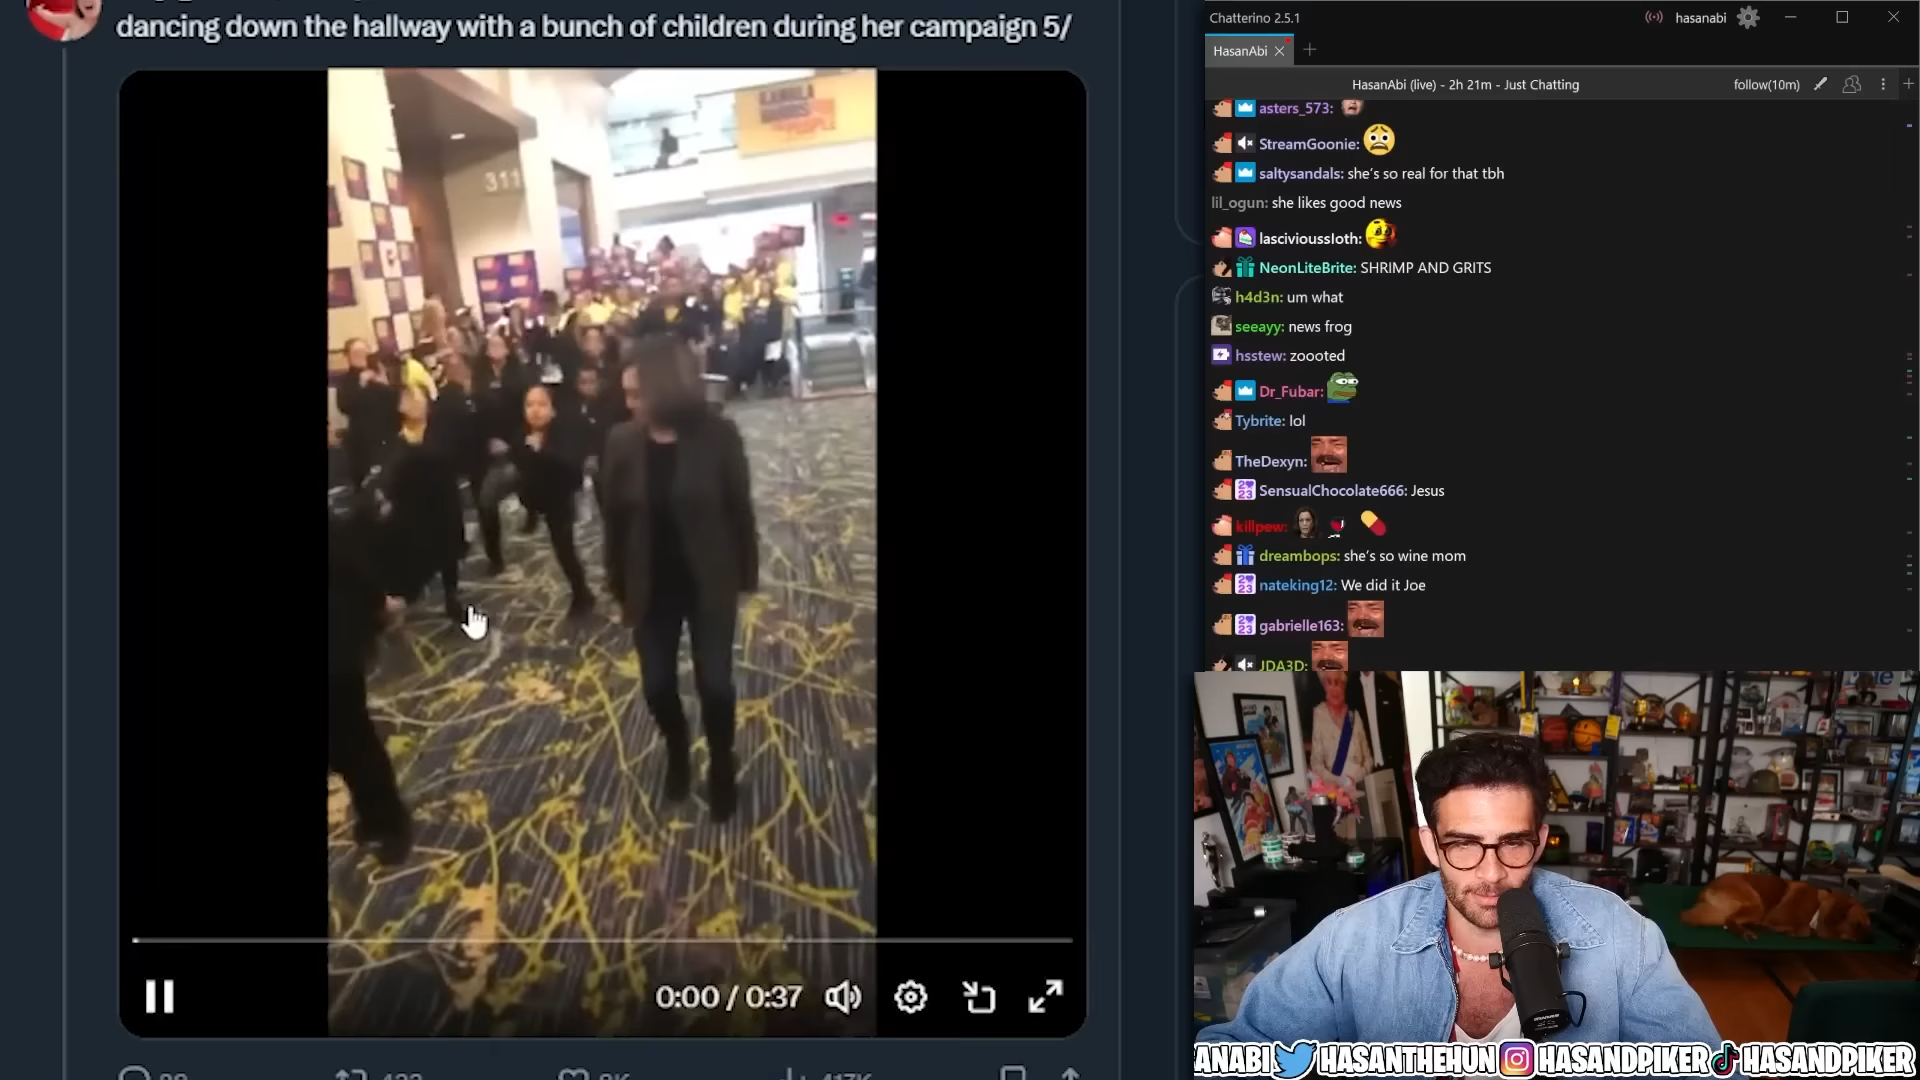 dancing down the hallway with a bunch of children during her campaign 5/
311
0:00 / 0:37
Chatterino 2.5.1
hasanabi
HasanAbi
HasanAbi (live) - 2h 21m - Just Chatting
follow(10m)
asters_573:
StreamGoonie:
saltysandals: she's so real for that tbh
lil_ogun: she likes good news
lascivioussloth:
NeonLiteBrite: SHRIMP AND GRITS
h4d3n: um what
seeayy: news frog
hsstew: zoooted
Dr_Fubar:
Tybrite: lol
TheDexyn:
SensualChocolate666: Jesus
killpew:
dreambops: she's so wine mom
nateking12: We did it Joe
gabrielle163:
JDA3D:
ANABI HASANTHEHUN HASANDPIKER HASANDPIKER